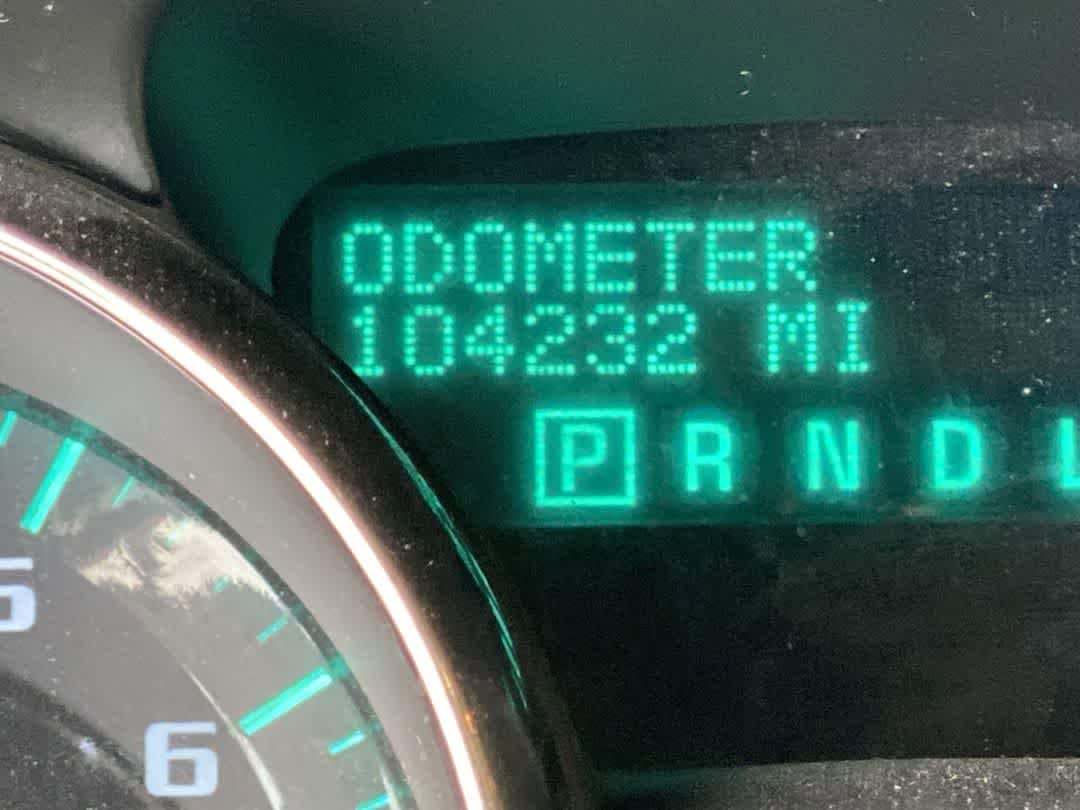 ODOMETER
104232 MI
P R N D L
5
6